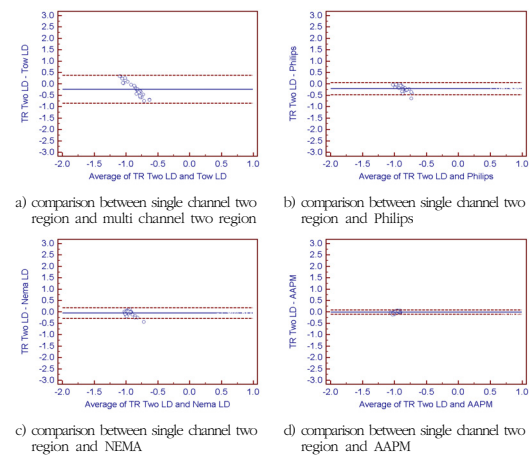 3.0
2.5
2.0
1.5
1.0
0.5
0.0
-0.5
-1.0
-1.5
-2.0
-2.5
-3.0
TR Two LD - Tow LD
-2.0 -1.5 -1.0 -0.5 0.0 0.5 1.0
Average of TR Two LD and Tow LD
a) comparison between single channel two
region and multi channel two region
3.0
2.5
2.0
1.5
1.0
0.5
0.0
-0.5
-1.0
-1.5
-2.0
-2.5
-3.0
TR Two LD - Philips
-2.0 -1.5 -1.0 -0.5 0.0 0.5 1.0
Average of TR Two LD and Philips
b) comparison between single channel two
region and Philips
3.0
2.5
2.0
1.5
1.0
0.5
0.0
-0.5
-1.0
-1.5
-2.0
-2.5
-3.0
TR Two LD - Nema LD
-2.0 -1.5 -1.0 -0.5 0.0 0.5 1.0
Average of TR Two LD and Nema LD
c) comparison between single channel two
region and NEMA
3.0
2.5
2.0
1.5
1.0
0.5
0.0
-0.5
-1.0
-1.5
-2.0
-2.5
-3.0
TR Two LD - AAPM
-2.0 -1.5 -1.0 -0.5 0.0 0.5 1.0
Average of TR Two LD and AAPM
d) comparison between single channel two
region and AAPM